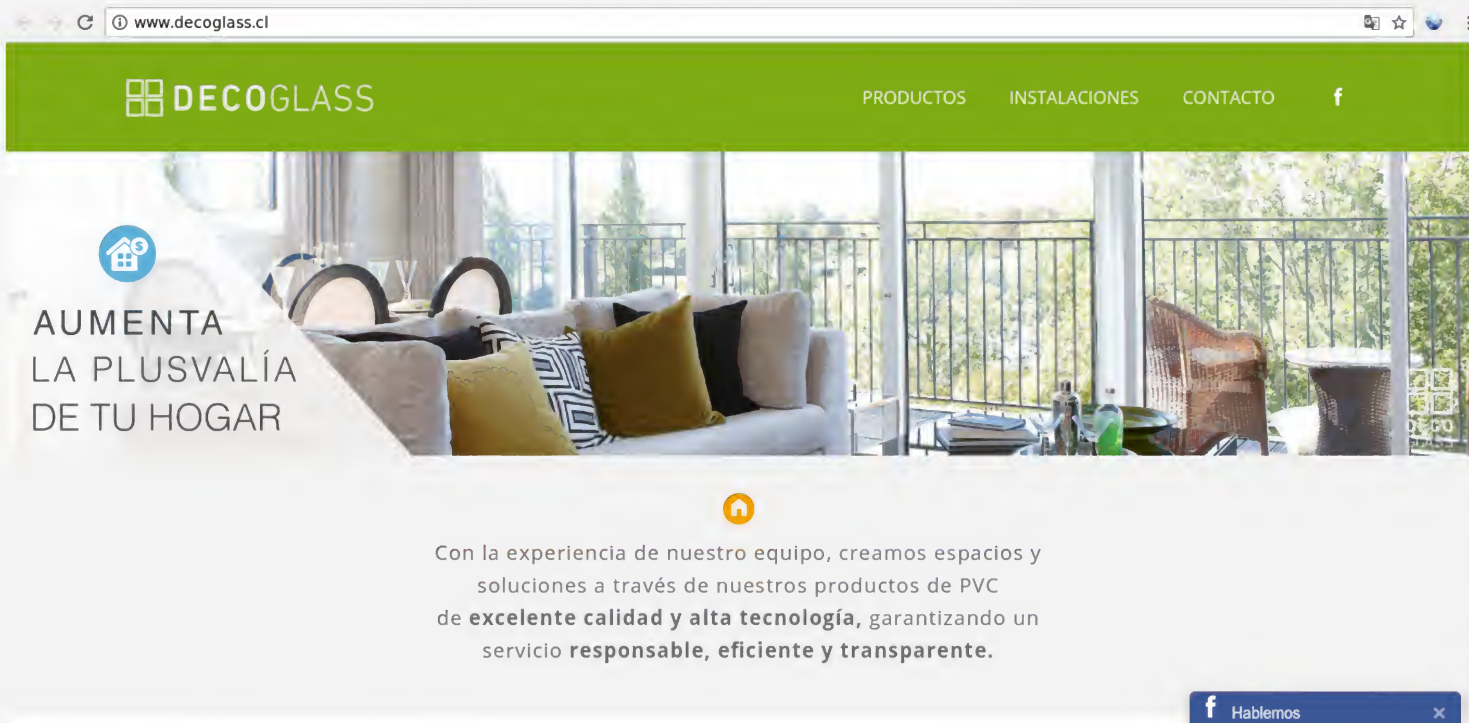 www.decoglass.cl
DECOGLASS
PRODUCTOS INSTALACIONES CONTACTO f
$
AUMENTA
LA PLUSVALÍA
DE TU HOGAR
DECO
Con la experiencia de nuestro equipo, creamos espacios y
soluciones a través de nuestros productos de PVC
de excelente calidad y alta tecnología, garantizando un
servicio responsable, eficiente y transparente.
f Hablemos